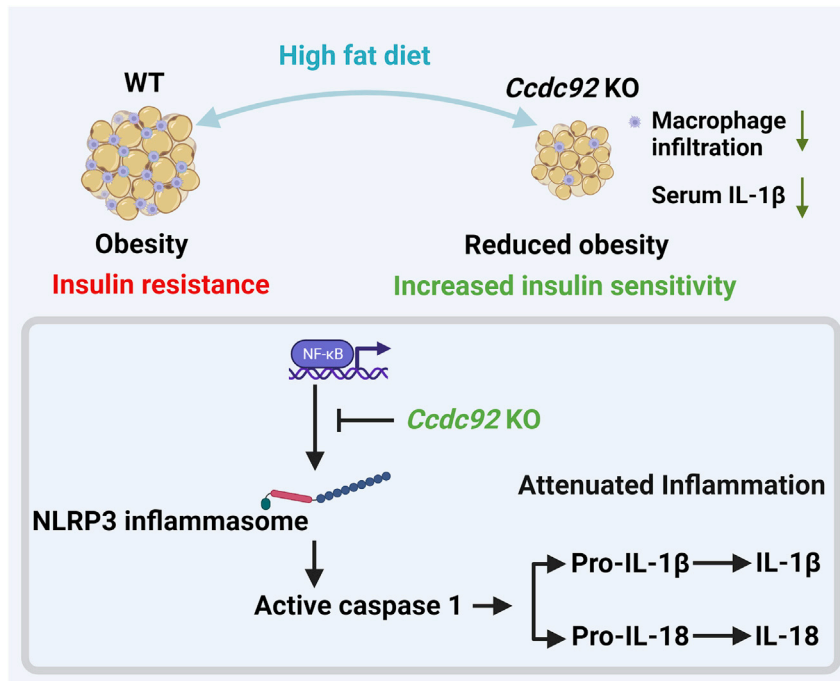 High fat diet
WT
Ccdc92 KO
Macrophage
infiltration
Serum IL-1β
Obesity
Reduced obesity
Insulin resistance
Increased insulin sensitivity
NF-κB
Ccdc92 KO
Attenuated Inflammation
NLRP3 inflammasome
Pro-IL-1β
IL-1β
Active caspase 1
Pro-IL-18
IL-18